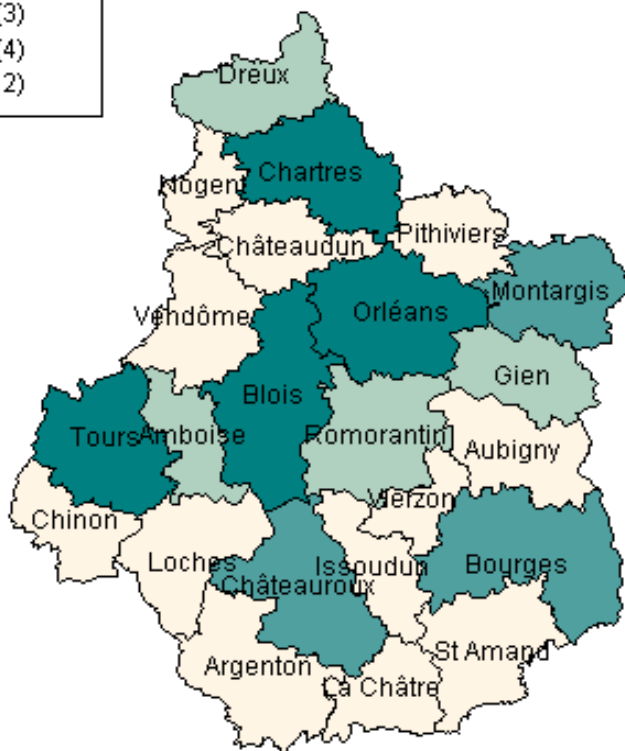 (3)
(4)
Dreux
Chartres
Nogent
Châteaudun
Pithiviers
Montargis
Vendôme
Orléans
Gien
Blois
Tours
Amboise
Romorantin
Aubigny
Vierzon
Chinon
Loches
Issoudun
Bourges
Châteauroux
St Amand
Argenton
La Châtre